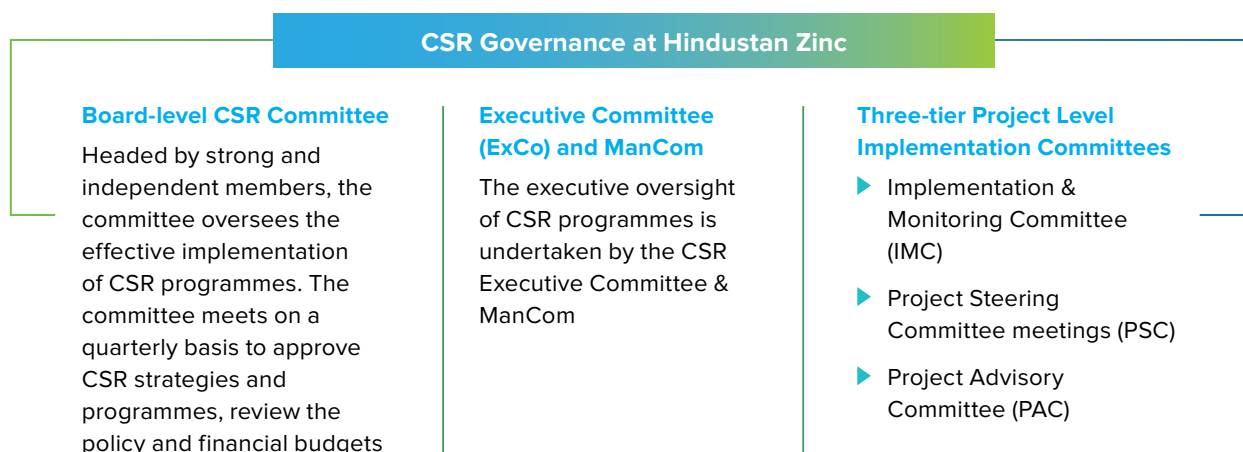 CSR Governance at Hindustan Zinc
Board-level CSR Committee
Headed by strong and
independent members, the
committee oversees the
effective implementation
of CSR programmes. The
committee meets on a
quarterly basis to approve
CSR strategies and
programmes, review the
policy and financial budgets
Executive Committee
(ExCo) and ManCom
The executive oversight
of CSR programmes is
undertaken by the CSR
Executive Committee &
ManCom
Three-tier Project Level
Implementation Committees
Implementation &
Monitoring Committee
(IMC)
Project Steering
Committee meetings (PSC)
Project Advisory
Committee (PAC)